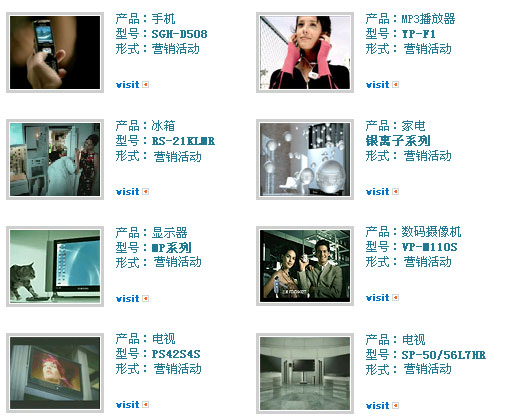 产品：手机
型号：SGH-D508
形式：营销活动
visit
产品：MP3播放器
型号：YP-F1
形式：营销活动
visit
产品：冰箱
型号：RS-21KLMR
形式：营销活动
visit
产品：家电
银离子系列
形式：营销活动
visit
产品：显示器
型号：MP系列
形式：营销活动
visit
产品：数码摄像机
型号：VP-M110S
形式：营销活动
visit
产品：电视
型号：PS42S4S
形式：营销活动
visit
产品：电视
型号：SP-50/56L7HR
形式：营销活动
visit